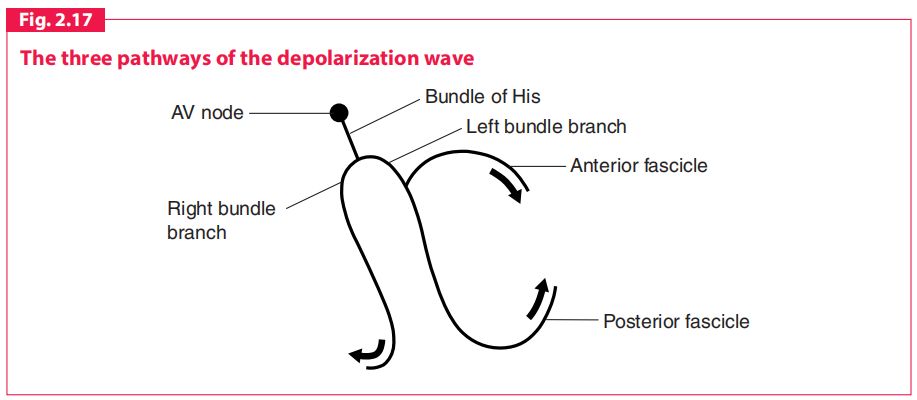 Fig. 2.17
The three pathways of the depolarization wave
Bundle of His
AV node
Left bundle branch
Anterior fascicle
Right bundle
branch
Posterior fascicle